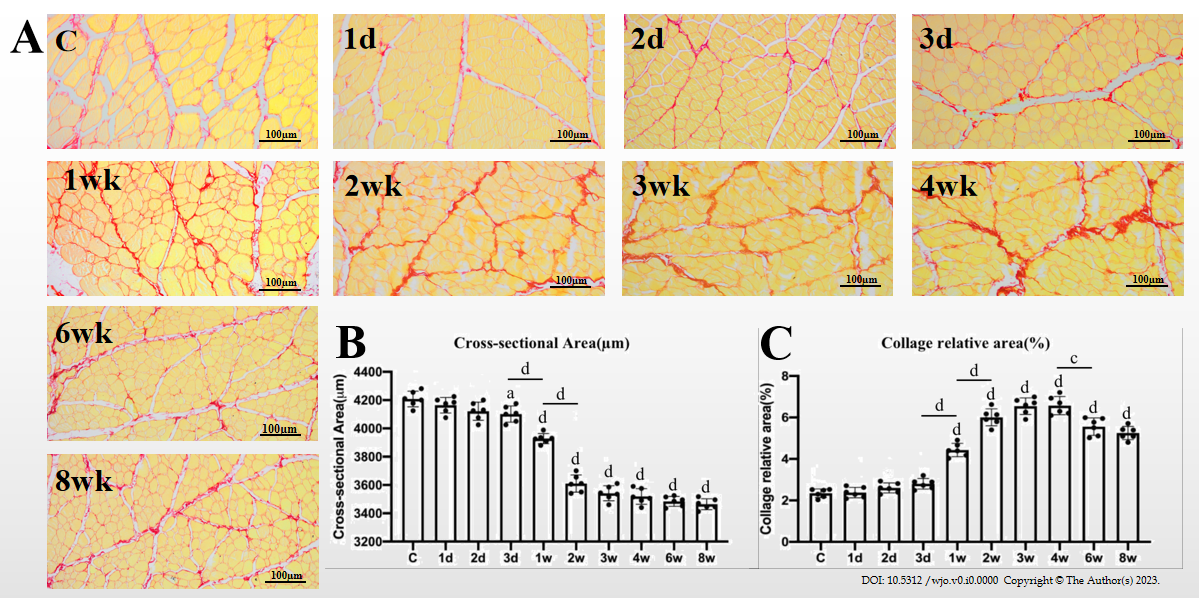 A
C
100μm
1d
100μm
2d
100μm
3d
100μm
1wk
100μm
2wk
100μm
3wk
100μm
4wk
100μm
6wk
100μm
8wk
100μm
B
Cross-sectional Area(μm)
Cross-sectional Area(μm)
4400
4200
4000
3800
3600
3400
3200
d
a
d
d
d
d
d
d
d
C 1d 2d 3d 1w 2w 3w 4w 6w 8w
C
Collage relative area(%)
Collage relative area(%)
8
6
4
2
0
d
d
d
d
d
d
c
d
d
C 1d 2d 3d 1w 2w 3w 4w 6w 8w
DOI: 10.5312 /wjo.v0.i0.0000 Copyright © The Author(s) 2023.